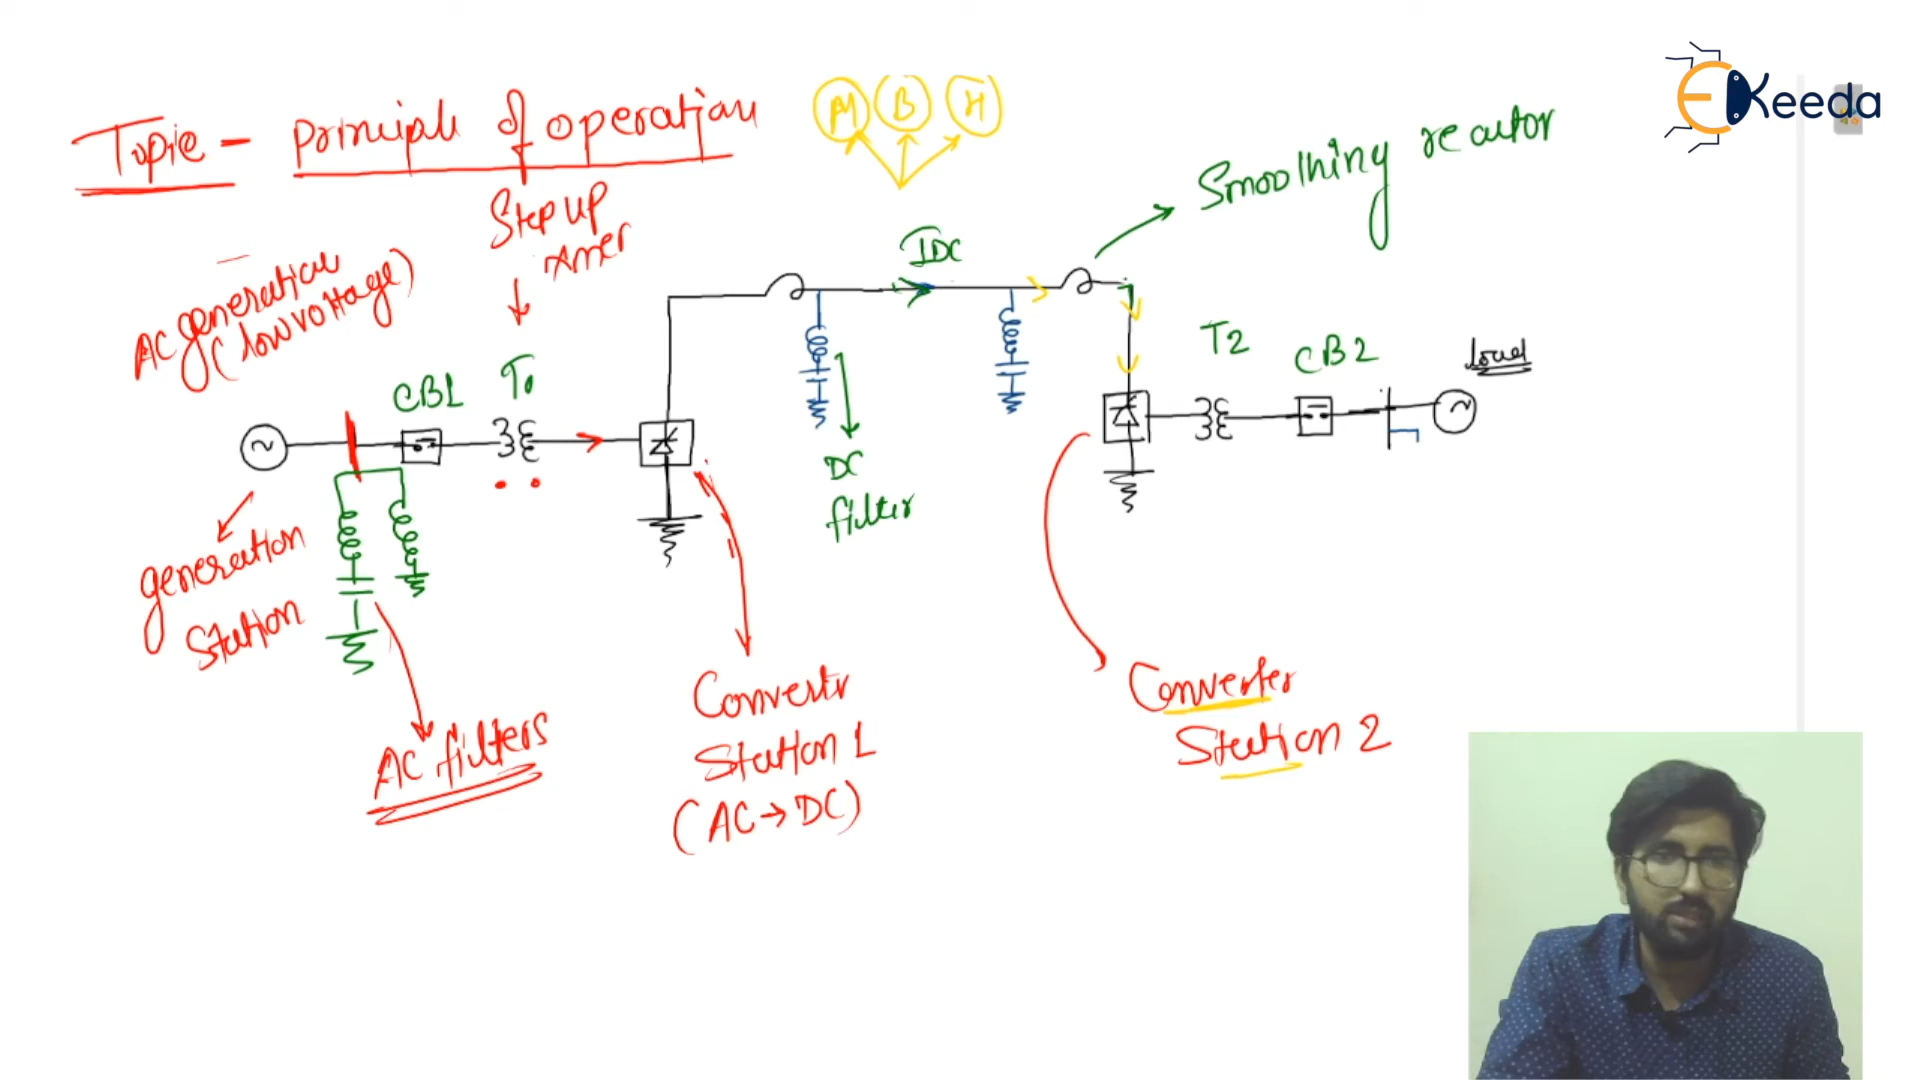 Topic - principle of operation
M B H
EKeeda
Step up
xmer
Smoothing reactor
AC generation
(low voltage)
IDC
CB1
T1
T2
CB2
load
DC
filter
generation
Station
AC filters
Converter
Station 1
(AC→DC)
Converter
Station 2